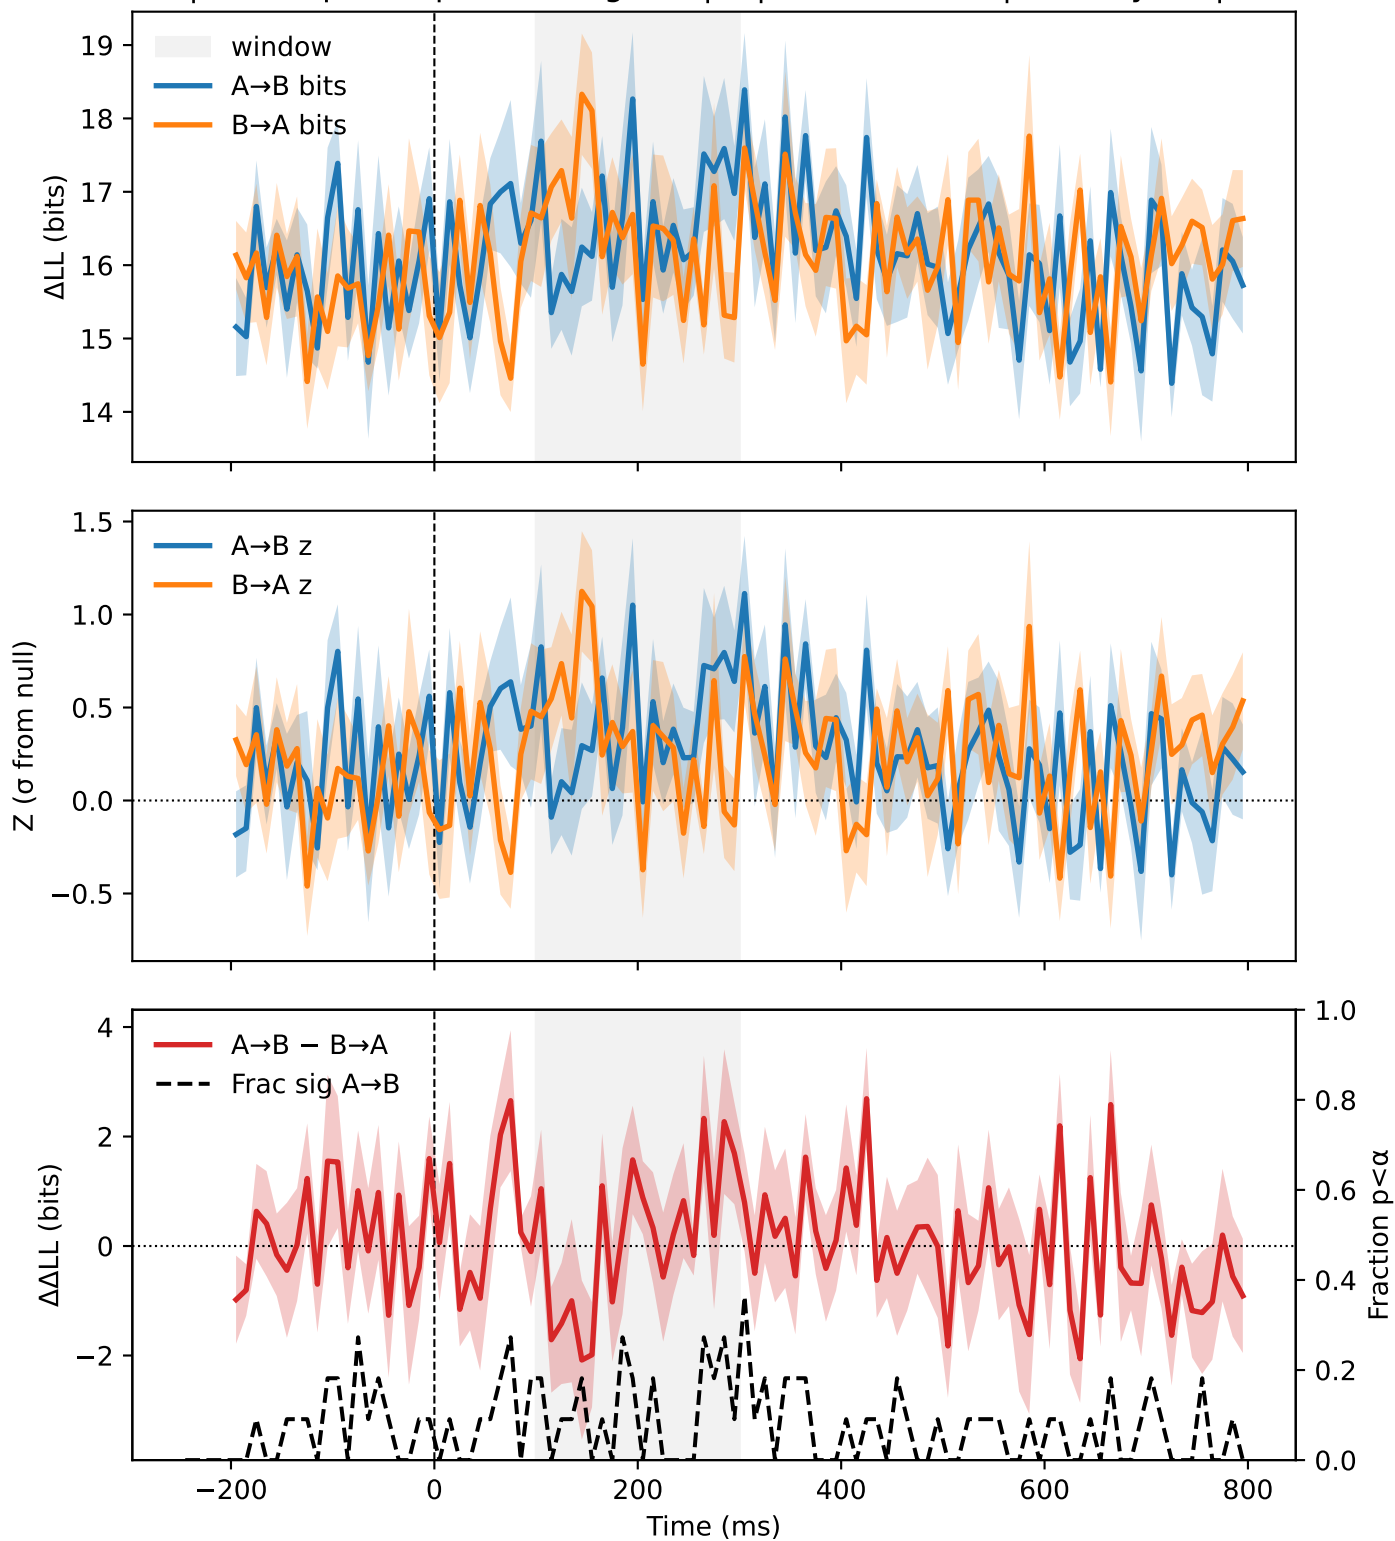 19
18
17
16
15
14
ΔLL (bits)
window
A→B bits
B→A bits
1.5
1.0
0.5
0.0
−0.5
Z (σ from null)
A→B z
B→A z
4
2
0
−2
ΔΔLL (bits)
A→B − B→A
Frac sig A→B
1.0
0.8
0.6
0.4
0.2
0.0
Fraction p<α
−200
0
200
400
600
800
Time (ms)